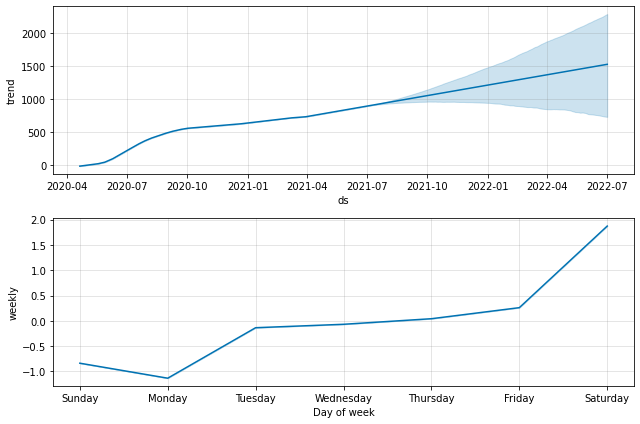 2000
1500
1000
500
0
trend
2020-04 2020-07 2020-10 2021-01 2021-04 2021-07 2021-10 2022-01 2022-04 2022-07
ds
2.0
1.5
1.0
0.5
0.0
−0.5
−1.0
weekly
Sunday Monday Tuesday Wednesday Thursday Friday Saturday
Day of week